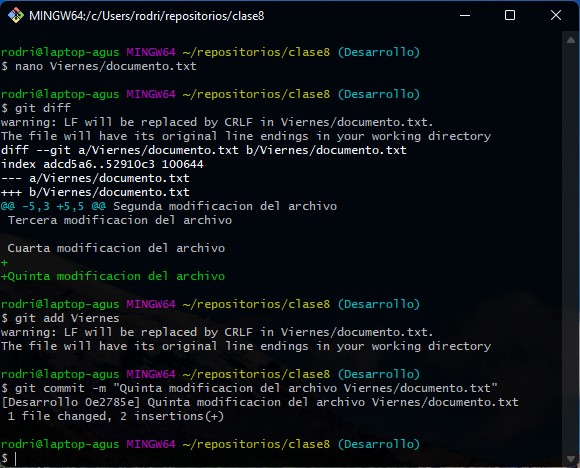 MINGW64:/c/Users/rodri/repositorios/clase8
rodri@laptop-agus MINGW64 ~/repositorios/clase8 (Desarrollo)
$ nano Viernes/documento.txt
rodri@laptop-agus MINGW64 ~/repositorios/clase8 (Desarrollo)
$ git diff
warning: LF will be replaced by CRLF in Viernes/documento.txt.
The file will have its original line endings in your working directory
diff --git a/Viernes/documento.txt b/Viernes/documento.txt
index adcd5a6..52910c3 100644
--- a/Viernes/documento.txt
+++ b/Viernes/documento.txt
@@ -5,3 +5,5 @@ Segunda modificacion del archivo
 Tercera modificacion del archivo
 Cuarta modificacion del archivo
+
+Quinta modificacion del archivo
rodri@laptop-agus MINGW64 ~/repositorios/clase8 (Desarrollo)
$ git add Viernes
warning: LF will be replaced by CRLF in Viernes/documento.txt.
The file will have its original line endings in your working directory
rodri@laptop-agus MINGW64 ~/repositorios/clase8 (Desarrollo)
$ git commit -m "Quinta modificacion del archivo Viernes/documento.txt"
[Desarrollo 0e2785e] Quinta modificacion del archivo Viernes/documento.txt
 1 file changed, 2 insertions(+)
rodri@laptop-agus MINGW64 ~/repositorios/clase8 (Desarrollo)
$